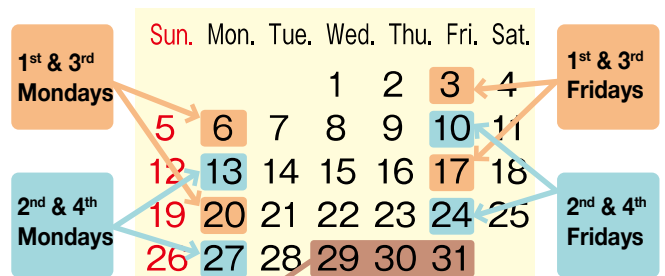 Sun. Mon. Tue. Wed. Thu. Fri. Sat.
1st & 3rd
Mondays
1st & 3rd
Fridays
1 2 3 4
5 6 7 8 9 10 11
12 13 14 15 16 17 18
2nd & 4th
Mondays
2nd & 4th
Fridays
19 20 21 22 23 24 25
26 27 28 29 30 31